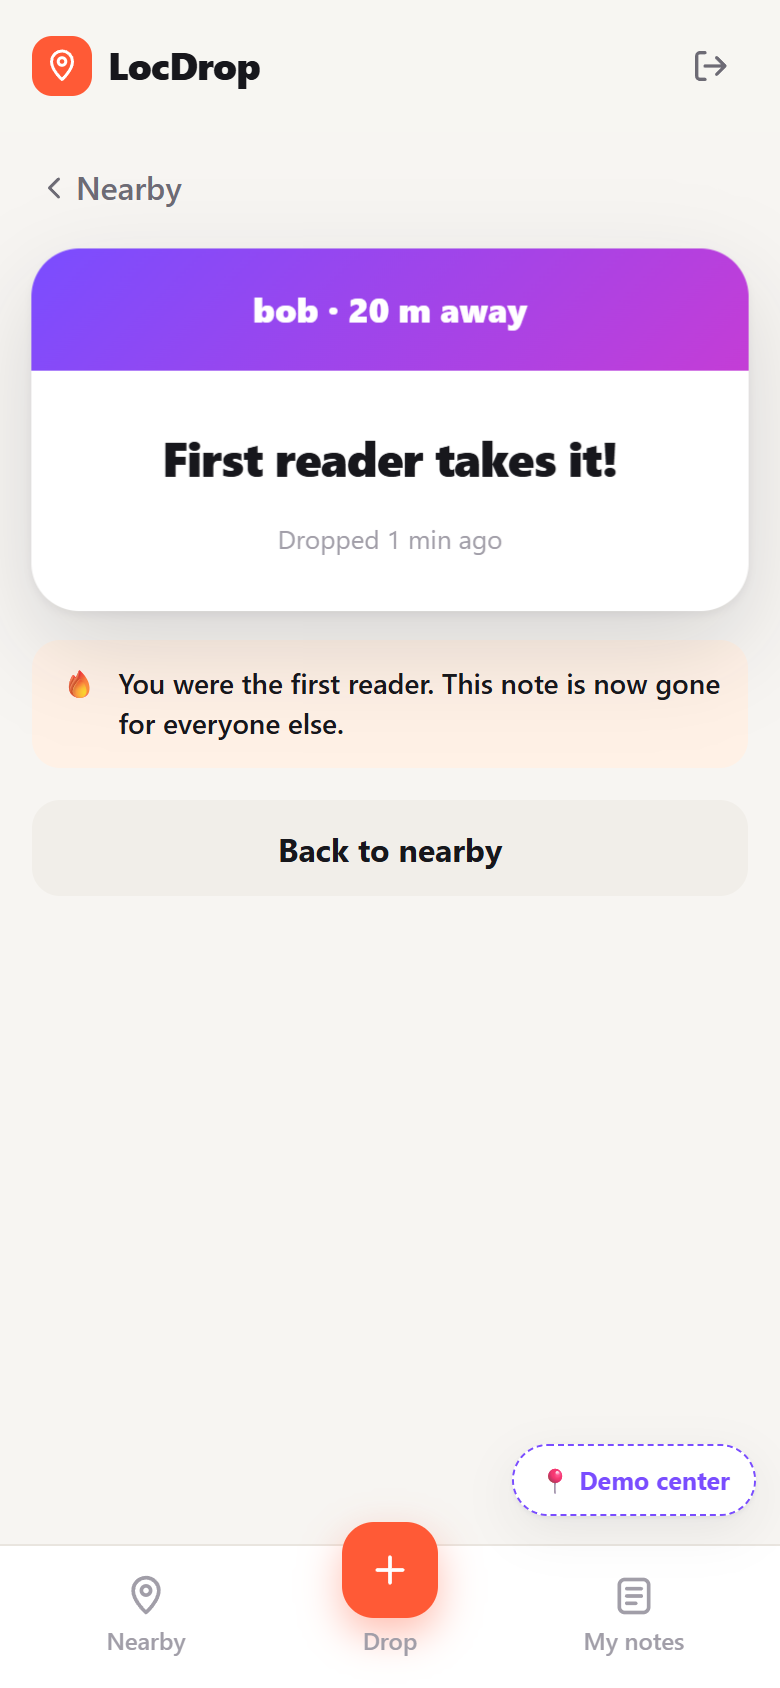 LocDrop
Nearby
bob · 20 m away
First reader takes it!
Dropped 1 min ago
You were the first reader. This note is now gone
for everyone else.
Back to nearby
Demo center
Nearby
Drop
My notes